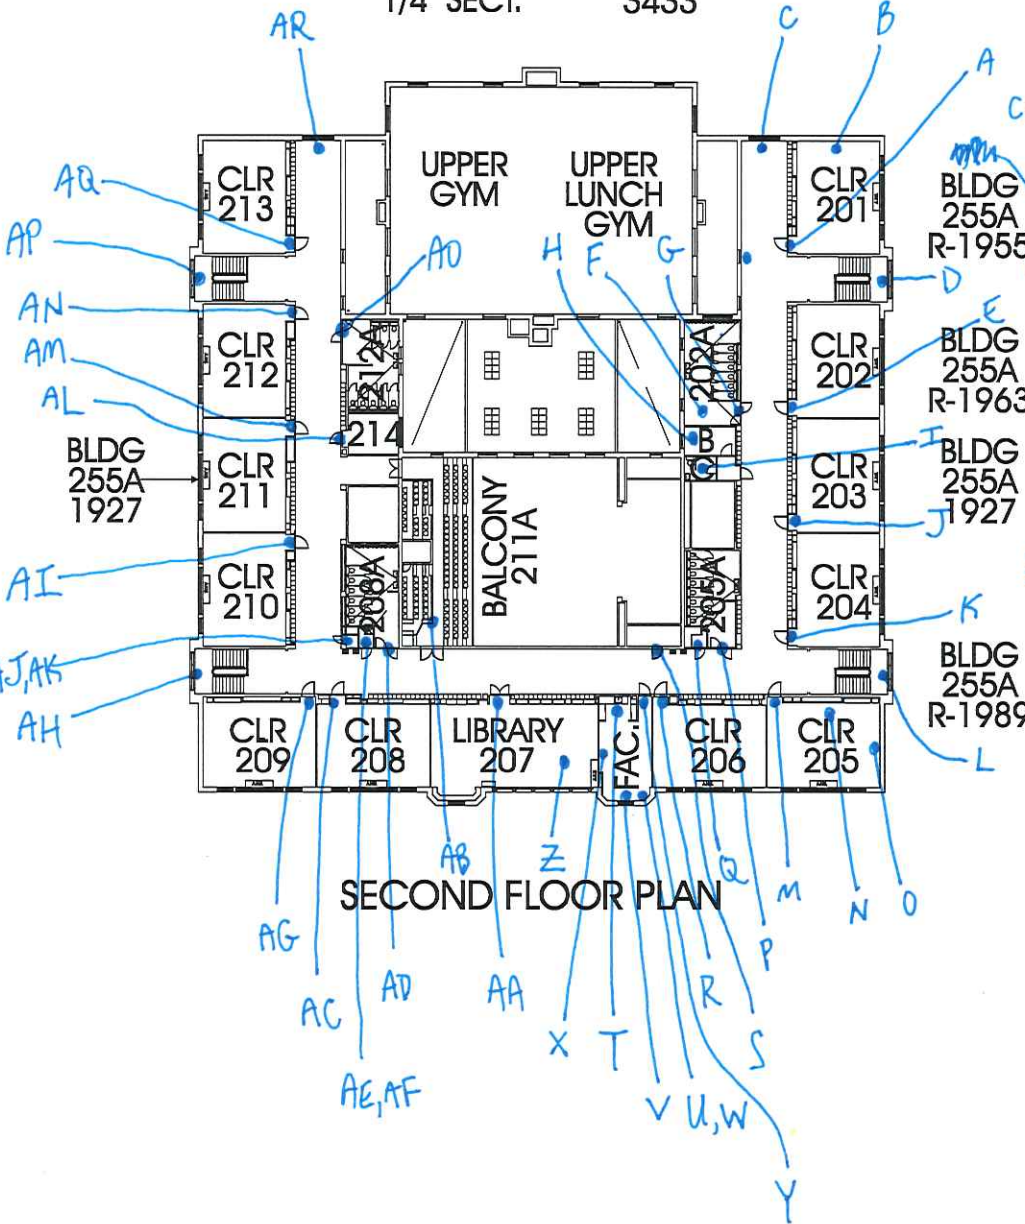 1/4 SECT. 3433
AR
C
B
A
C
UPPER
GYM
UPPER
LUNCH
GYM
CLR
213
CLR
201
BLDG
255A
R-1955
AQ
AP
AO
H
F
G
D
AN
E
CLR
212
212A
202A
CLR
202
BLDG
255A
R-1963
AM
AL
214
B
I
BLDG
255A
1927
CLR
211
C
CLR
203
BLDG
255A
1927
J
BALCONY
211A
AI
CLR
210
208A
205A
CLR
204
K
AJ,AK
AH
BLDG
255A
R-1989
CLR
209
CLR
208
LIBRARY
207
FAC.
CLR
206
CLR
205
L
AB
Z
Q
SECOND FLOOR PLAN
M
N
O
AG
P
AC
AD
AA
R
X
T
S
AE,AF
V
U,W
Y